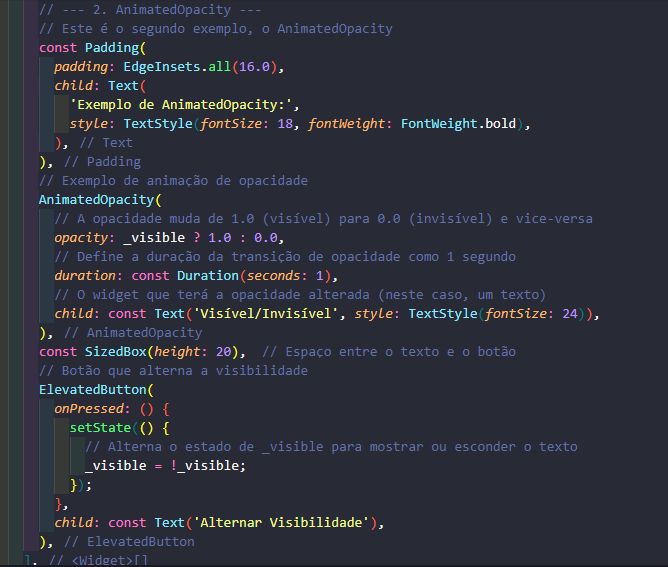 // --- 2. AnimatedOpacity ---
// Este é o segundo exemplo, o AnimatedOpacity
const Padding(
padding: EdgeInsets.all(16.0),
child: Text(
'Exemplo de AnimatedOpacity:',
style: TextStyle(fontSize: 18, fontWeight: FontWeight.bold),
), // Text
), // Padding
// Exemplo de animação de opacidade
AnimatedOpacity(
// A opacidade muda de 1.0 (visível) para 0.0 (invisível) e vice-versa
opacity: _visible ? 1.0 : 0.0,
// Define a duração da transição de opacidade como 1 segundo
duration: const Duration(seconds: 1),
// O widget que terá a opacidade alterada (neste caso, um texto)
child: const Text('Visível/Invisível', style: TextStyle(fontSize: 24)),
), // AnimatedOpacity
const SizedBox(height: 20),  // Espaço entre o texto e o botão
// Botão que alterna a visibilidade
ElevatedButton(
onPressed: () {
setState(() {
// Alterna o estado de _visible para mostrar ou esconder o texto
_visible = !_visible;
});
},
child: const Text('Alternar Visibilidade'),
), // ElevatedButton
], // <Widget>[]